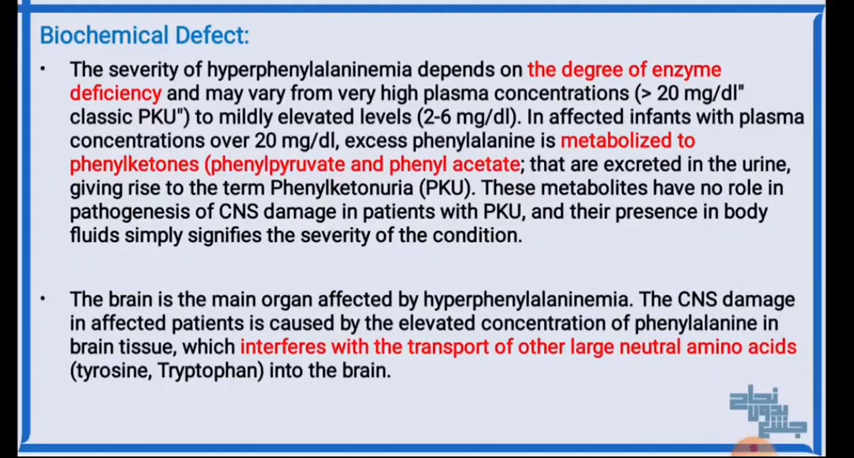 Biochemical Defect:
• The severity of hyperphenylalaninemia depends on the degree of enzyme
deficiency and may vary from very high plasma concentrations (> 20 mg/dl"
classic PKU") to mildly elevated levels (2-6 mg/dl). In affected infants with plasma
concentrations over 20 mg/dl, excess phenylalanine is metabolized to
phenylketones (phenylpyruvate and phenyl acetate; that are excreted in the urine,
giving rise to the term Phenylketonuria (PKU). These metabolites have no role in
pathogenesis of CNS damage in patients with PKU, and their presence in body
fluids simply signifies the severity of the condition.
• The brain is the main organ affected by hyperphenylalaninemia. The CNS damage
in affected patients is caused by the elevated concentration of phenylalanine in
brain tissue, which interferes with the transport of other large neutral amino acids
(tyrosine, Tryptophan) into the brain.
نجاح
بدون